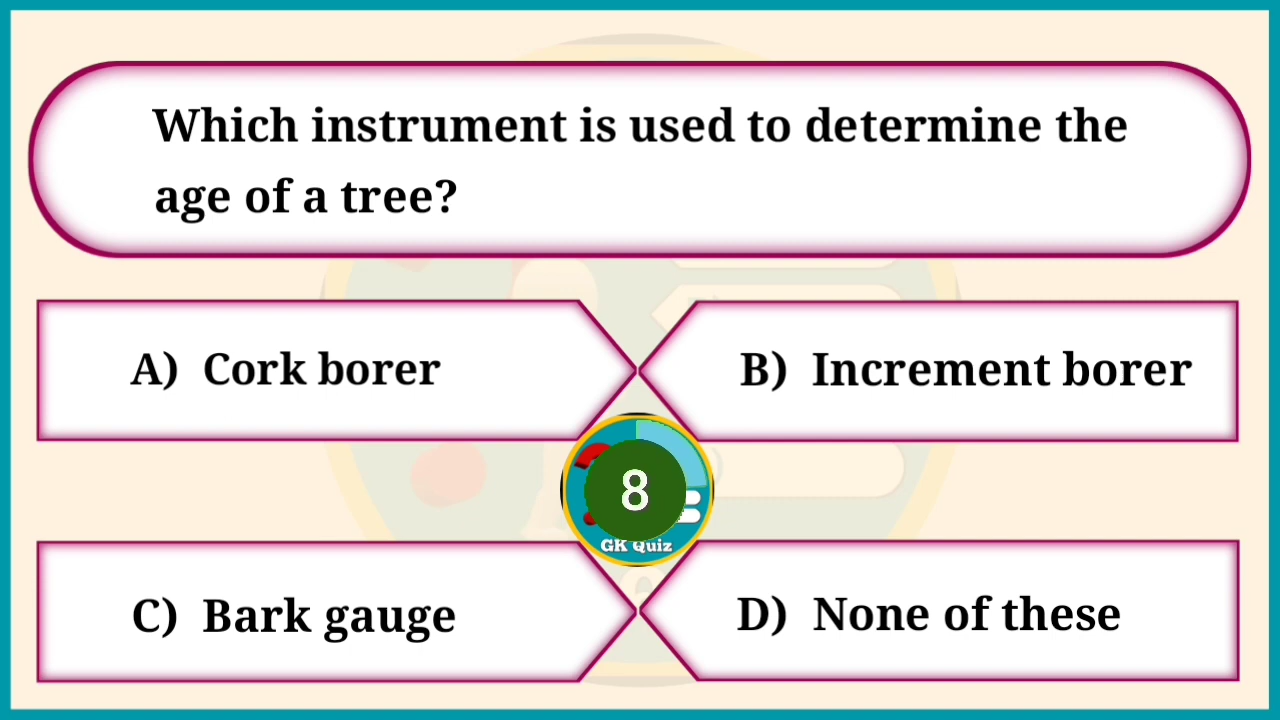 Which instrument is used to determine the
age of a tree?
A) Cork borer
B) Increment borer
8
GK Quiz
C) Bark gauge
D) None of these